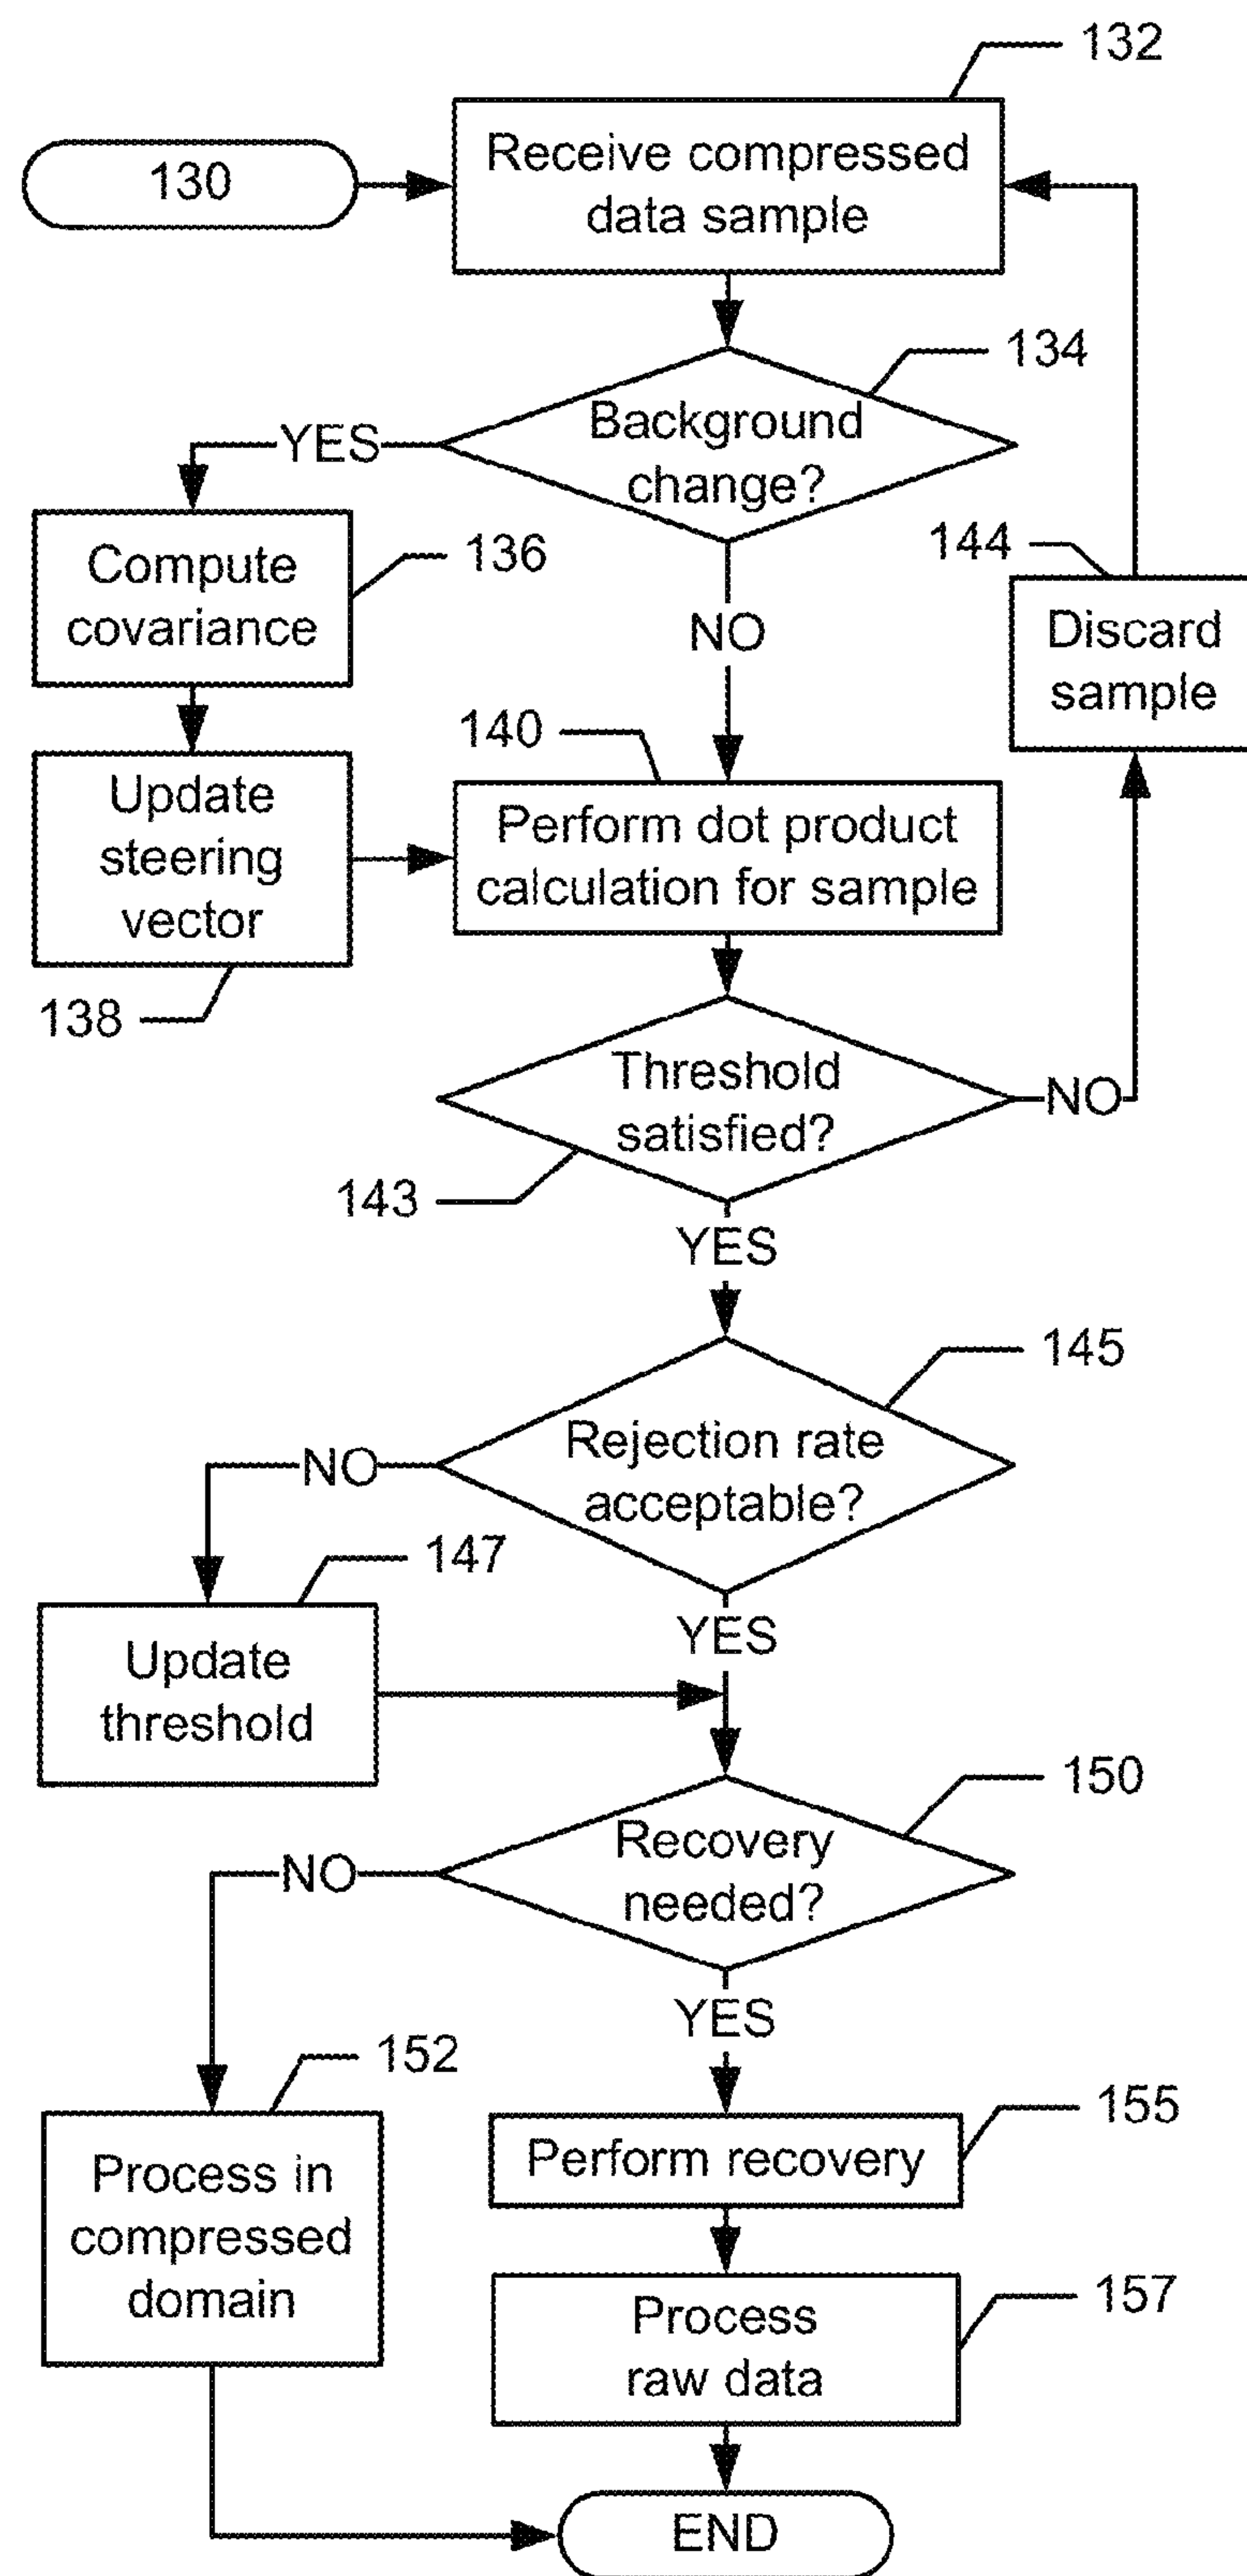 132
130
Receive compressed
data sample
134
Background
change?
YES
144
136
Compute
covariance
NO
Discard
sample
140
Update
steering
vector
Perform dot product
calculation for sample
138
Threshold
satisfied?
NO
143
YES
145
Rejection rate
acceptable?
NO
147
YES
Update
threshold
150
Recovery
needed?
NO
YES
152
155
Process in
compressed
domain
Perform recovery
157
Process
raw data
END